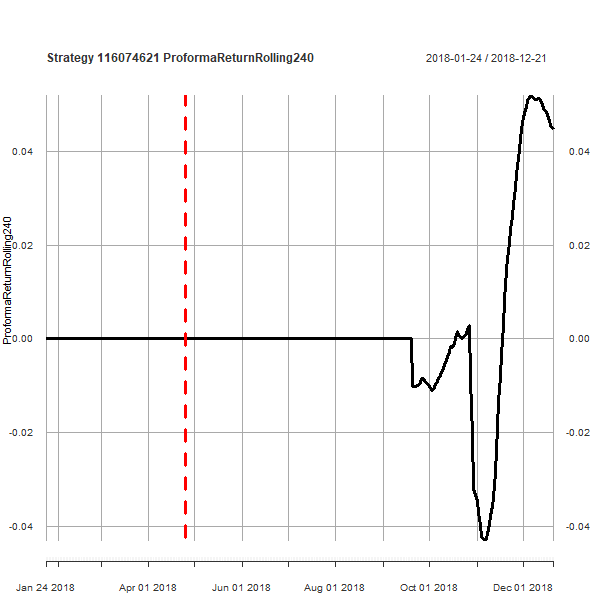 Strategy 116074621 ProformaReturnRolling240
2018-01-24 / 2018-12-21
ProformaReturnRolling240
0.04 0.04
0.02 0.02
0.00 0.00
-0.02 -0.02
-0.04 -0.04
Jan 24 2018 Apr 01 2018 Jun 01 2018 Aug 01 2018 Oct 01 2018 Dec 01 2018